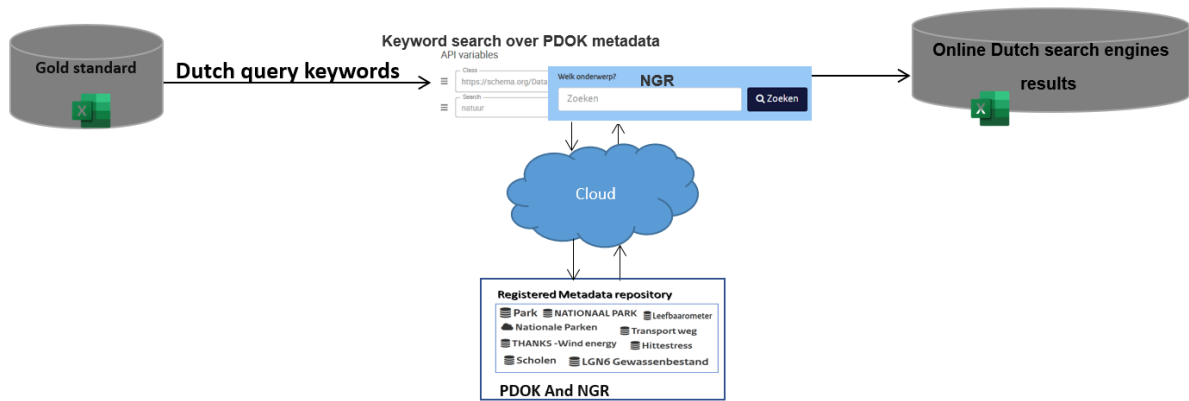 Gold standard
Dutch query keywords
Keyword search over PDOK metadata
API variables
Class
https://schema.org/Data
Search
natuur
Welk onderwerp?
NGR
Zoeken
Zoeken
Online Dutch search engines
results
X
X
Cloud
Registered Metadata repository
Park
NATIONAAL PARK
Leefbaarometer
Nationale Parken
Transport weg
THANKS -Wind energy
Hittestress
Scholen
LGN6 Gewassenbestand
PDOK And NGR